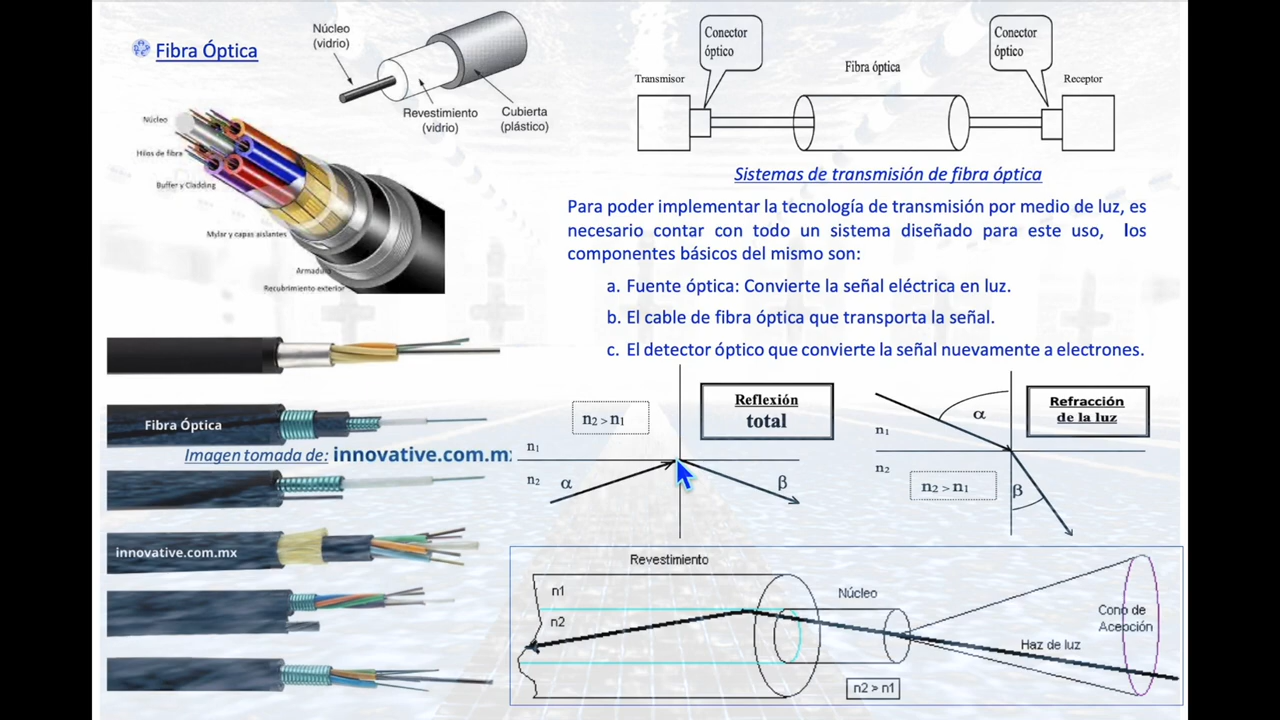 Fibra Óptica
Núcleo
(vidrio)
Revestimiento
(vidrio)
Cubierta
(plástico)
Núcleo
Hilos de fibra
Buffer y Cladding
Mylar y capas aislantes
Armadura
Recubrimiento exterior
Conector
óptico
Conector
óptico
Transmisor
Fibra óptica
Receptor
Sistemas de transmisión de fibra óptica
Para poder implementar la tecnología de transmisión por medio de luz, es
necesario contar con todo un sistema diseñado para este uso, los
componentes básicos del mismo son:
a. Fuente óptica: Convierte la señal eléctrica en luz.
b. El cable de fibra óptica que transporta la señal.
c. El detector óptico que convierte la señal nuevamente a electrones.
Fibra Óptica
Imagen tomada de: innovative.com.m
innovative.com.mx
n2 > n1
Reflexión
total
n1
n2
α
β
Refracción
de la luz
α
n1
n2
n2 > n1
β
Revestimiento
n1
n2
Núcleo
Cono de
Acepción
Haz de luz
n2 > n1